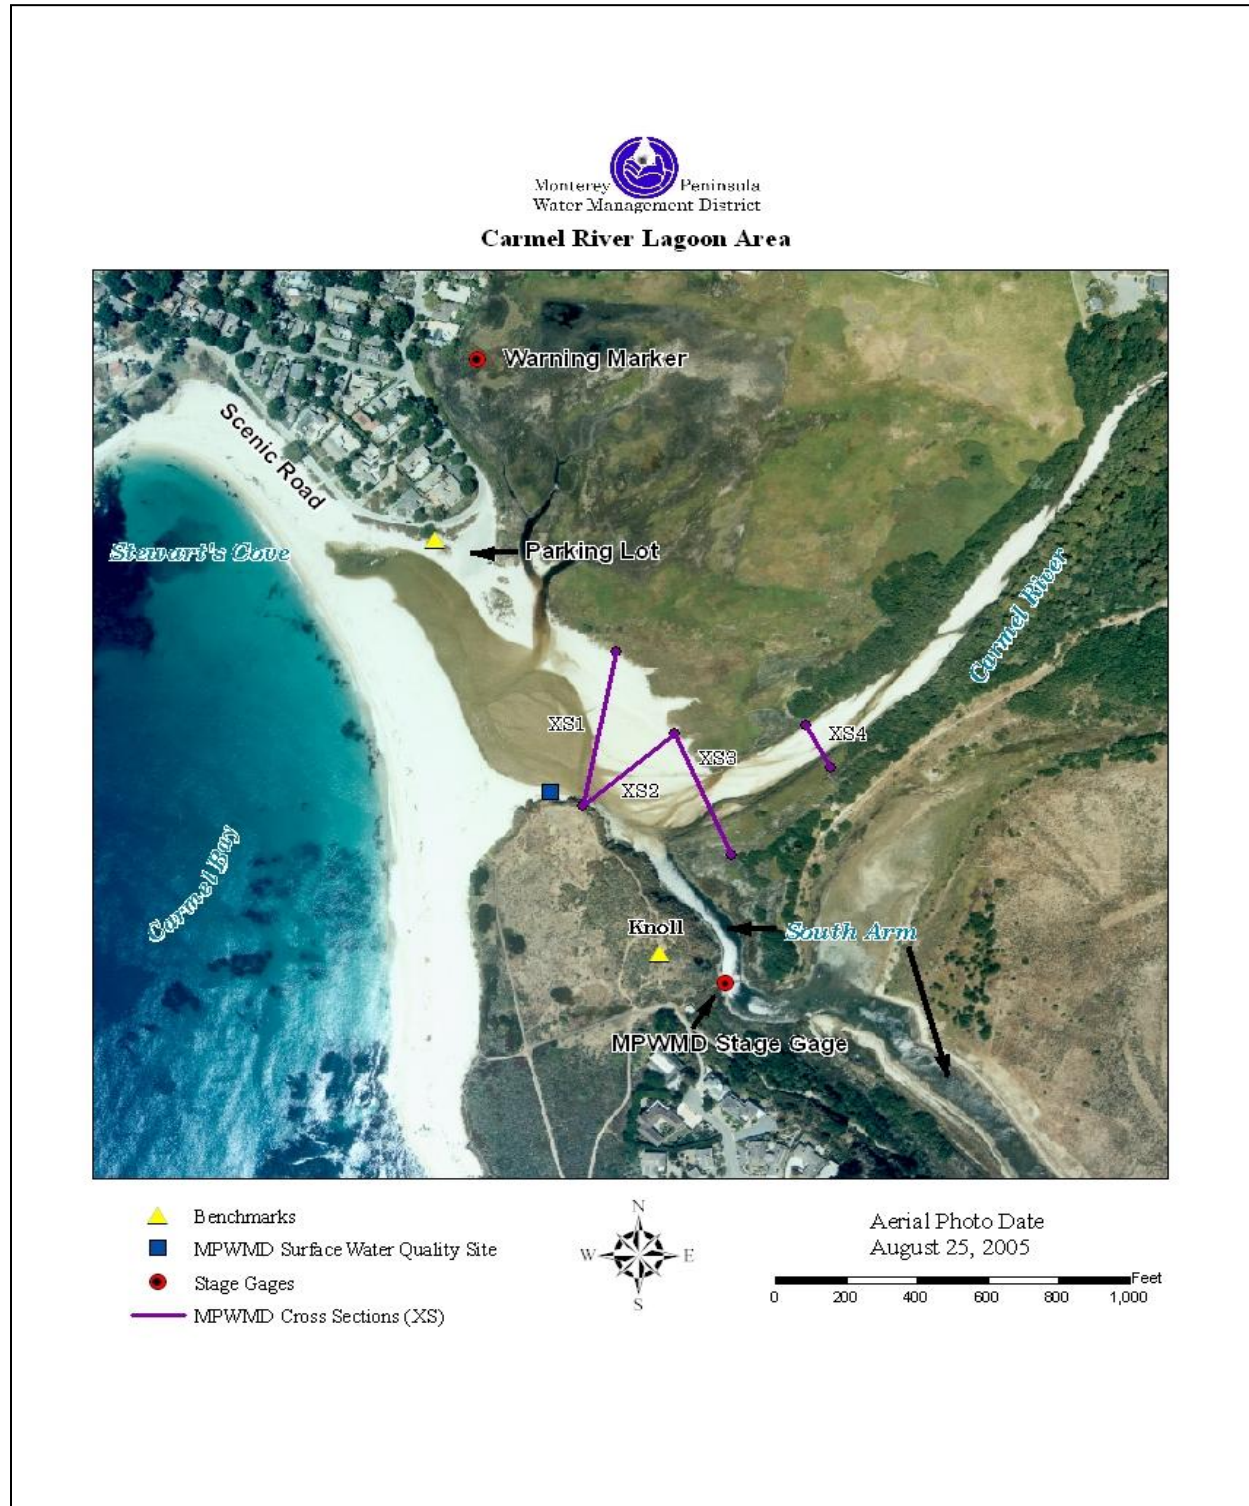 Monterey Peninsula
Water Management District
Carmel River Lagoon Area
Warning Marker
Scenic Road
Stewart's Cove
Parking Lot
Carmel River
XS1
XS4
XS3
XS2
Carmel Bay
Knoll
South Arm
MPWMD Stage Gage
Benchmarks
MPWMD Surface Water Quality Site
Stage Gages
MPWMD Cross Sections (XS)
N
W E
S
Aerial Photo Date
August 25, 2005
Feet
0 200 400 600 800 1,000